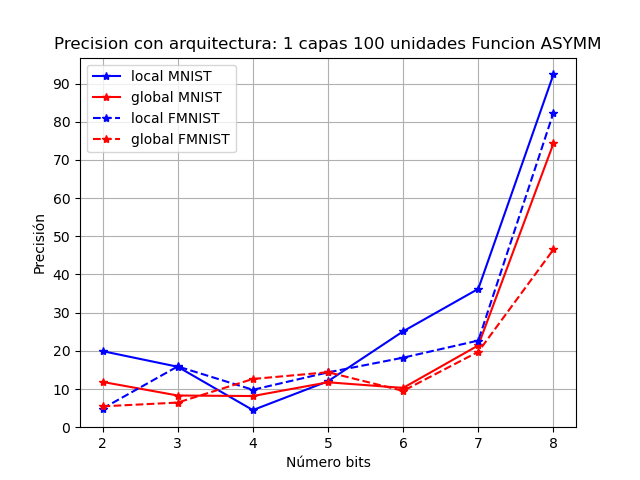 Precision con arquitectura: 1 capas 100 unidades Funcion ASYMM
local MNIST
global MNIST
local FMNIST
global FMNIST
90
80
70
60
50
40
30
20
10
0
Precisión
2 3 4 5 6 7 8
Número bits